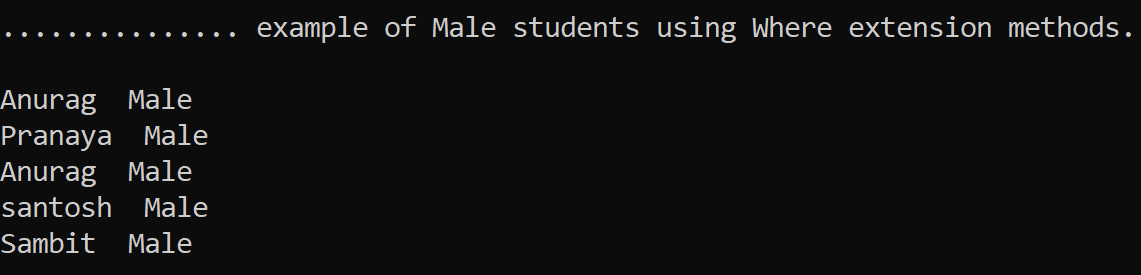 ............... example of Male students using Where extension methods.
Anurag  Male
Pranaya  Male
Anurag  Male
santosh  Male
Sambit  Male